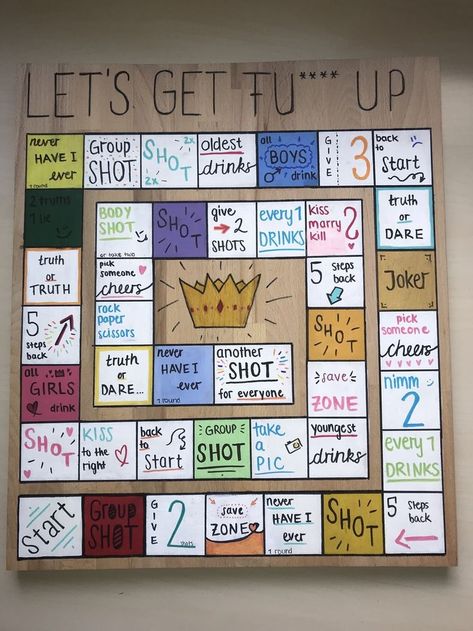 LET'S GET FU**** UP
never
HAVE I
ever
1 round
Group
SHOT
2x
SHOT
2x
oldest
drinks
all
BOYS
drink
GIVE
3
back to
Start
2 truths
1 lie
BODY
SHOT
or take two
SHOT
give
2
SHOTS
every 1
DRINKS
kiss
marry
kill
?
truth
or
DARE
truth
or
TRUTH
pick
someone
cheers
5 steps
back
Joker
5
steps
back
rock
paper
scissors
SHOT
pick
someone
cheers
all
GIRLS
drink
truth
or
DARE...
never
HAVE I
ever
1 round
another
SHOT
for everyone
save
ZONE
nimm
2
SHOT
KISS
to the
right
back to
Start
GROUP
SHOT
take
a
PIC
youngest
drinks
every 1
DRINKS
Start
Group
SHOT
GIVE
2
save
ZONE
never
HAVE I
ever
1 round
SHOT
5 steps
back